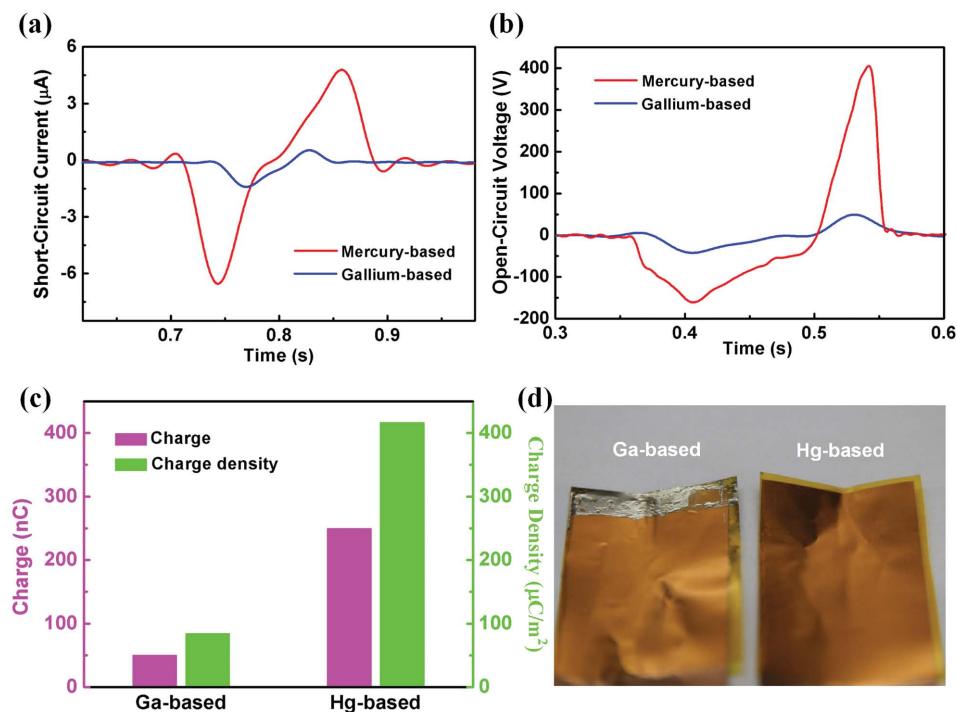 (a)
Short-Circuit Current (μA)
6
3
0
-3
-6
Mercury-based
Gallium-based
0.7
0.8
0.9
Time (s)
(b)
Open-Circuit Voltage (V)
400
300
200
100
0
-100
-200
Mercury-based
Gallium-based
0.3
0.4
0.5
0.6
Time (s)
(c)
Charge (nC)
400
300
200
100
0
Charge
Charge density
400
300
200
100
0
Charge Density (μC/m²)
Ga-based
Hg-based
(d)
Ga-based
Hg-based